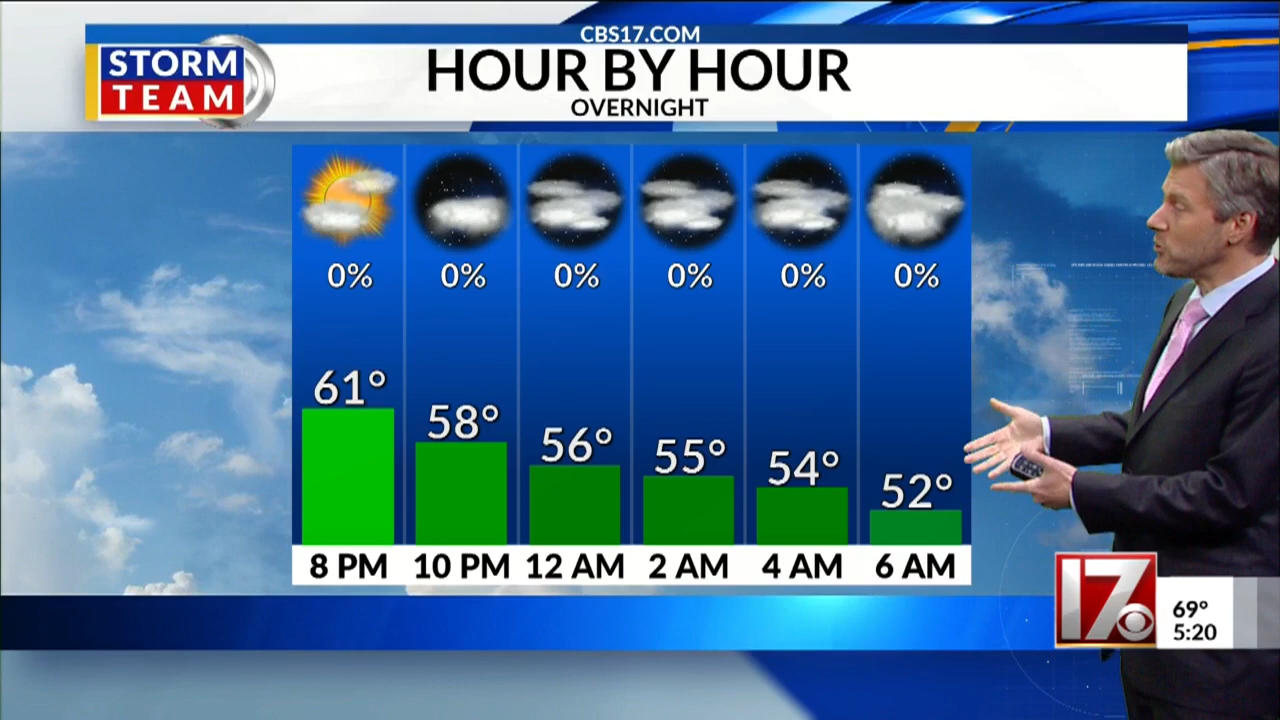 CBS17.COM
STORM
TEAM
HOUR BY HOUR
OVERNIGHT
0% 0% 0% 0% 0% 0%
61° 58° 56° 55° 54° 52°
8 PM 10 PM 12 AM 2 AM 4 AM 6 AM
17
69°
5:20